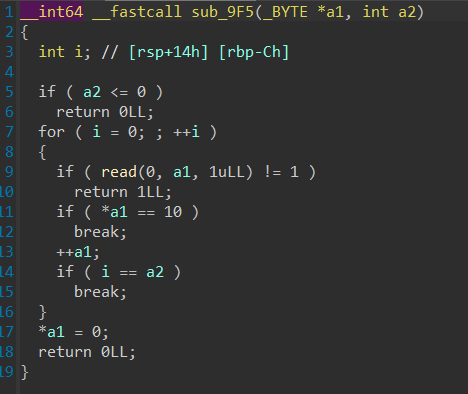 1 __int64 __fastcall sub_9F5(_BYTE *a1, int a2)
2 {
3   int i; // [rsp+14h] [rbp-Ch]
4
5   if ( a2 <= 0 )
6     return 0LL;
7   for ( i = 0; ; ++i )
8   {
9     if ( read(0, a1, 1uLL) != 1 )
10       return 1LL;
11     if ( *a1 == 10 )
12       break;
13     ++a1;
14     if ( i == a2 )
15       break;
16   }
17   *a1 = 0;
18   return 0LL;
19 }